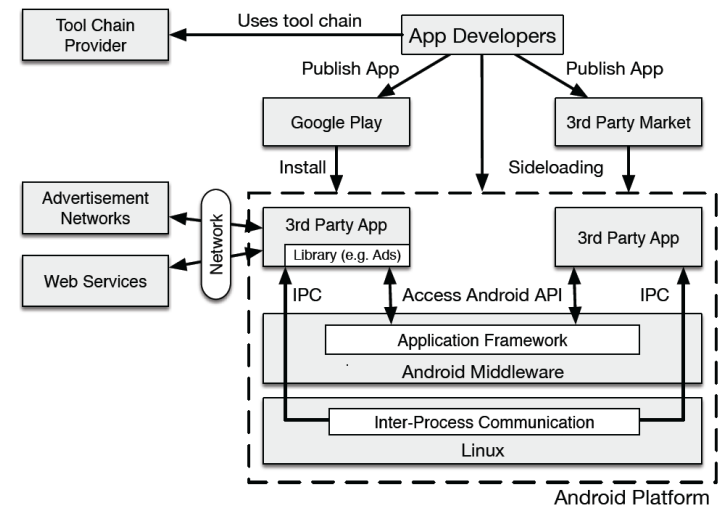 Tool Chain
Provider
Uses tool chain
App Developers
Publish App
Publish App
Google Play
3rd Party Market
Install
Sideloading
Advertisement
Networks
Web Services
Network
3rd Party App
Library (e.g. Ads)
3rd Party App
IPC
Access Android API
IPC
Application Framework
Android Middleware
Inter-Process Communication
Linux
Android Platform